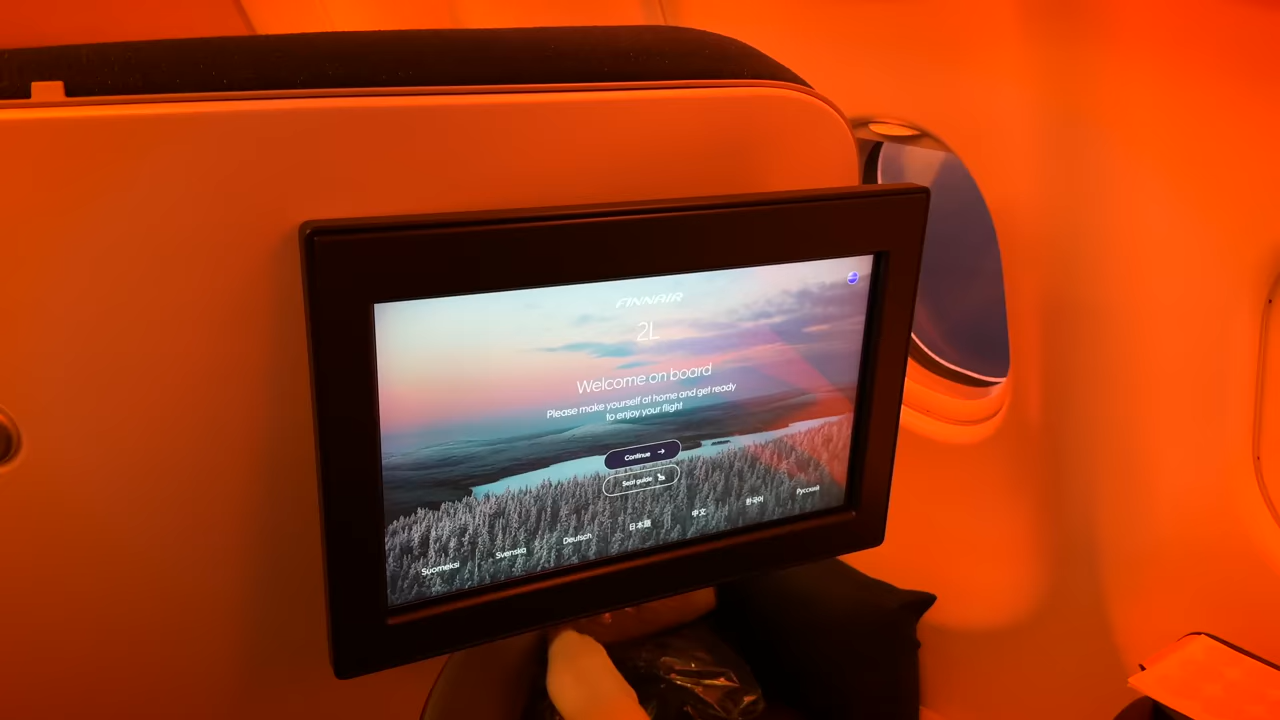 FINNAIR
2L
Welcome on board
Please make yourself at home and get ready
to enjoy your flight
Continue →
Seat guide
Suomeksi
Svenska
Deutsch
日本語
中文
한국어
Русский